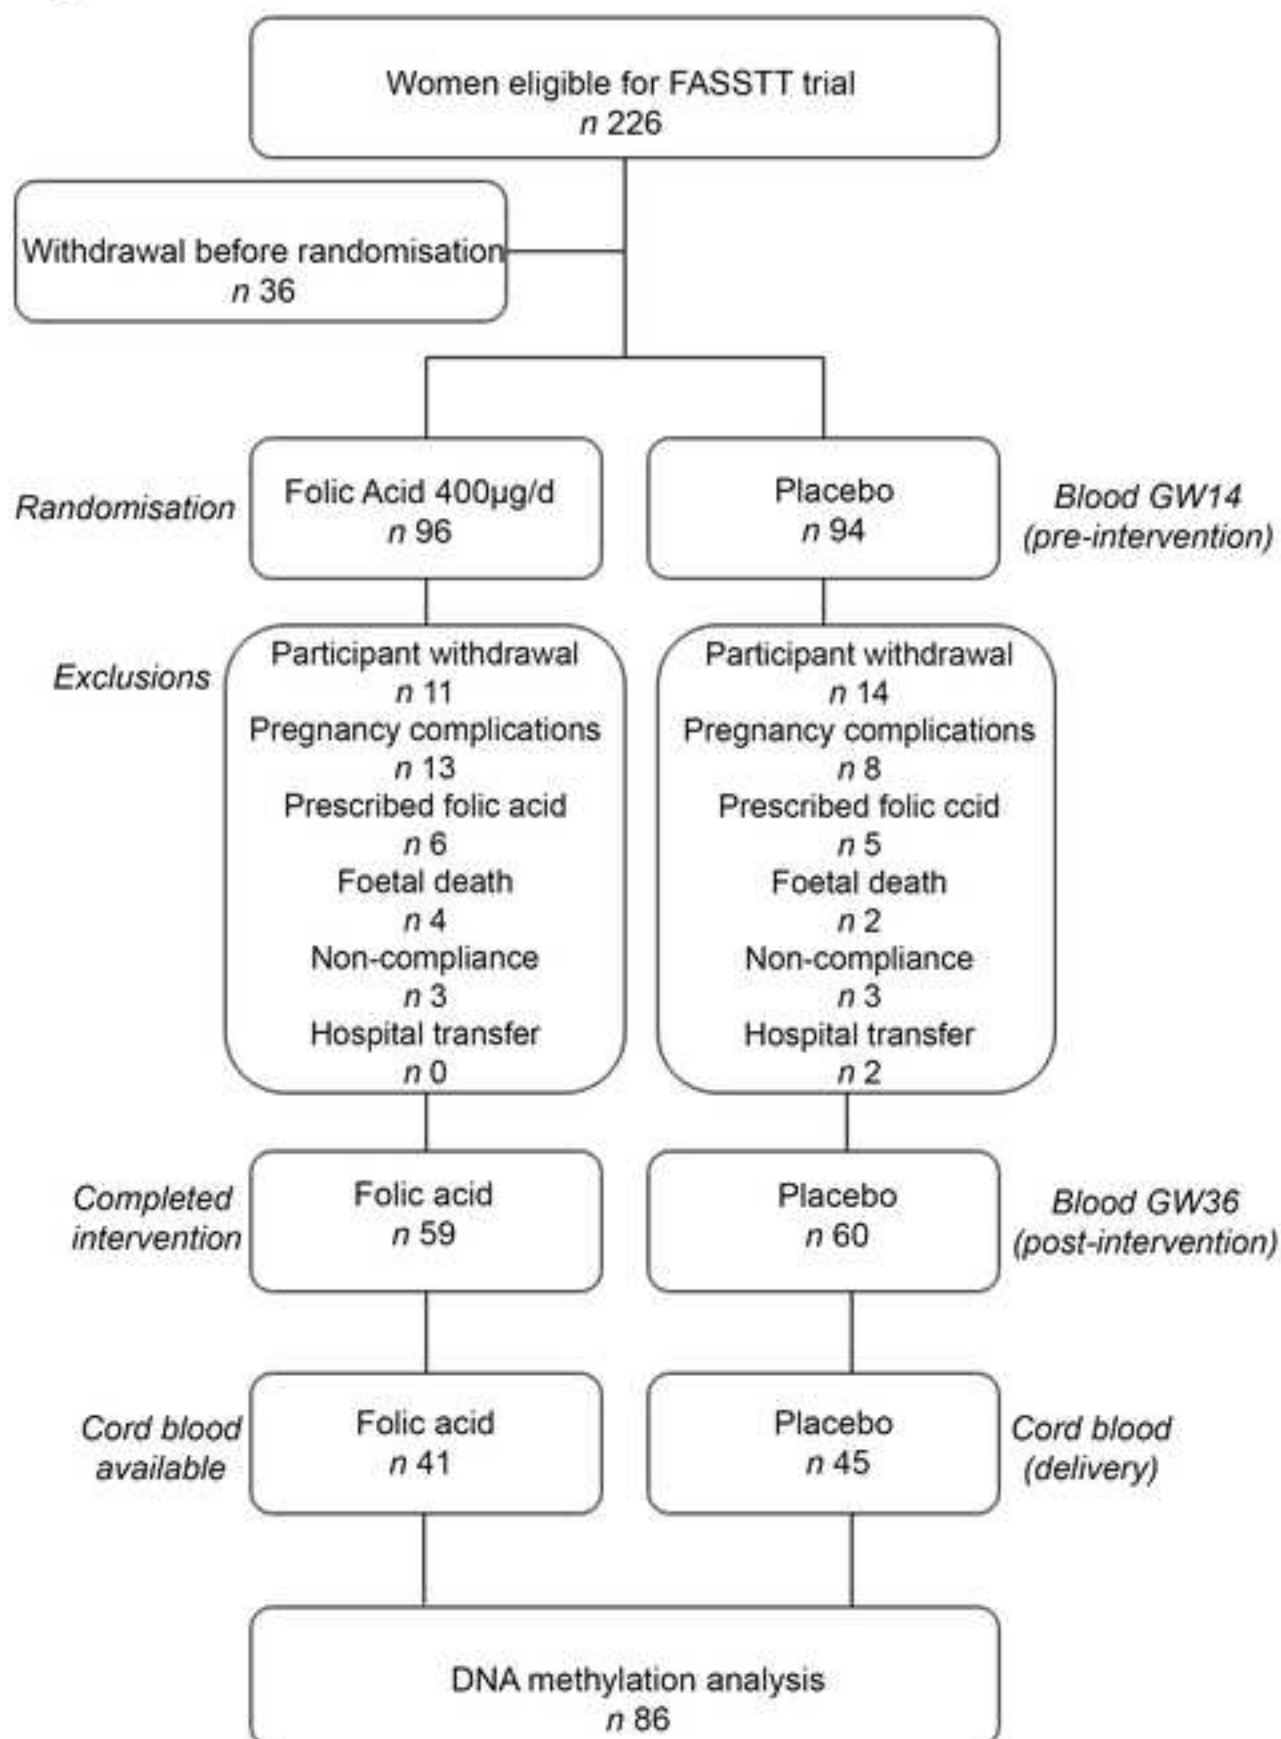 Women eligible for FASSTT trial
n 226
Withdrawal before randomisation
n 36
Randomisation
Folic Acid 400µg/d
n 96
Placebo
n 94
Blood GW14
(pre-intervention)
Exclusions
Participant withdrawal
n 11
Pregnancy complications
n 13
Prescribed folic acid
n 6
Foetal death
n 4
Non-compliance
n 3
Hospital transfer
n 0
Participant withdrawal
n 14
Pregnancy complications
n 8
Prescribed folic ccid
n 5
Foetal death
n 2
Non-compliance
n 3
Hospital transfer
n 2
Completed
intervention
Folic acid
n 59
Placebo
n 60
Blood GW36
(post-intervention)
Cord blood
available
Folic acid
n 41
Placebo
n 45
Cord blood
(delivery)
DNA methylation analysis
n 86